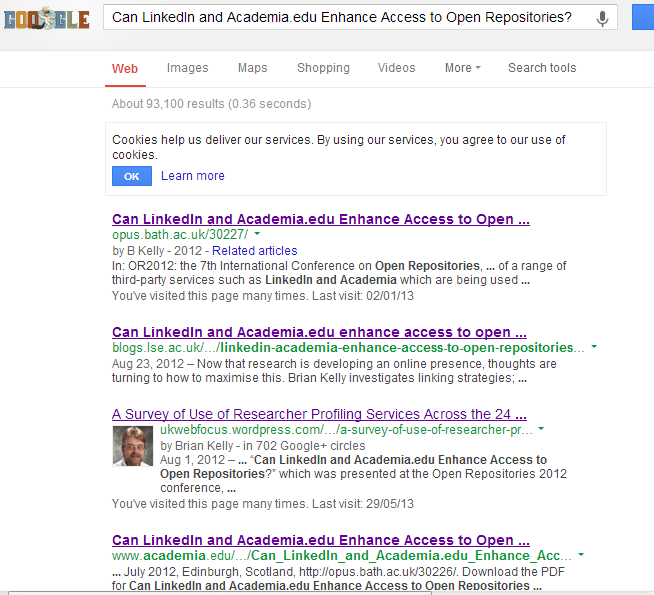 GOOGLE
Can LinkedIn and Academia.edu Enhance Access to Open Repositories?
Web Images Maps Shopping Videos More Search tools
About 93,100 results (0.36 seconds)
Cookies help us deliver our services. By using our services, you agree to our use of
cookies.
OK Learn more
Can LinkedIn and Academia.edu Enhance Access to Open ...
opus.bath.ac.uk/30227/
by B Kelly - 2012 - Related articles
In: OR2012: the 7th International Conference on Open Repositories, ... of a range of
third-party services such as LinkedIn and Academia which are being used ...
You've visited this page many times. Last visit: 02/01/13
Can LinkedIn and Academia.edu enhance access to open ...
blogs.lse.ac.uk/.../linkedin-academia-enhance-access-to-open-repositories...
Aug 23, 2012 – Now that research is developing an online presence, thoughts are
turning to how to maximise this. Brian Kelly investigates linking strategies; ...
A Survey of Use of Researcher Profiling Services Across the 24 ...
ukwebfocus.wordpress.com/.../a-survey-of-use-of-researcher-pr...
by Brian Kelly - in 702 Google+ circles
Aug 1, 2012 – ... “Can LinkedIn and Academia.edu Enhance Access to
Open Repositories?” which was presented at the Open Repositories 2012
conference, ...
You've visited this page many times. Last visit: 29/05/13
Can LinkedIn and Academia.edu Enhance Access to Open ...
www.academia.edu/.../Can_LinkedIn_and_Academia.edu_Enhance_Acc...
... July 2012, Edinburgh, Scotland, http://opus.bath.ac.uk/30226/. Download the PDF
for Can LinkedIn and Academia.edu Enhance Access to Open Repositories ...